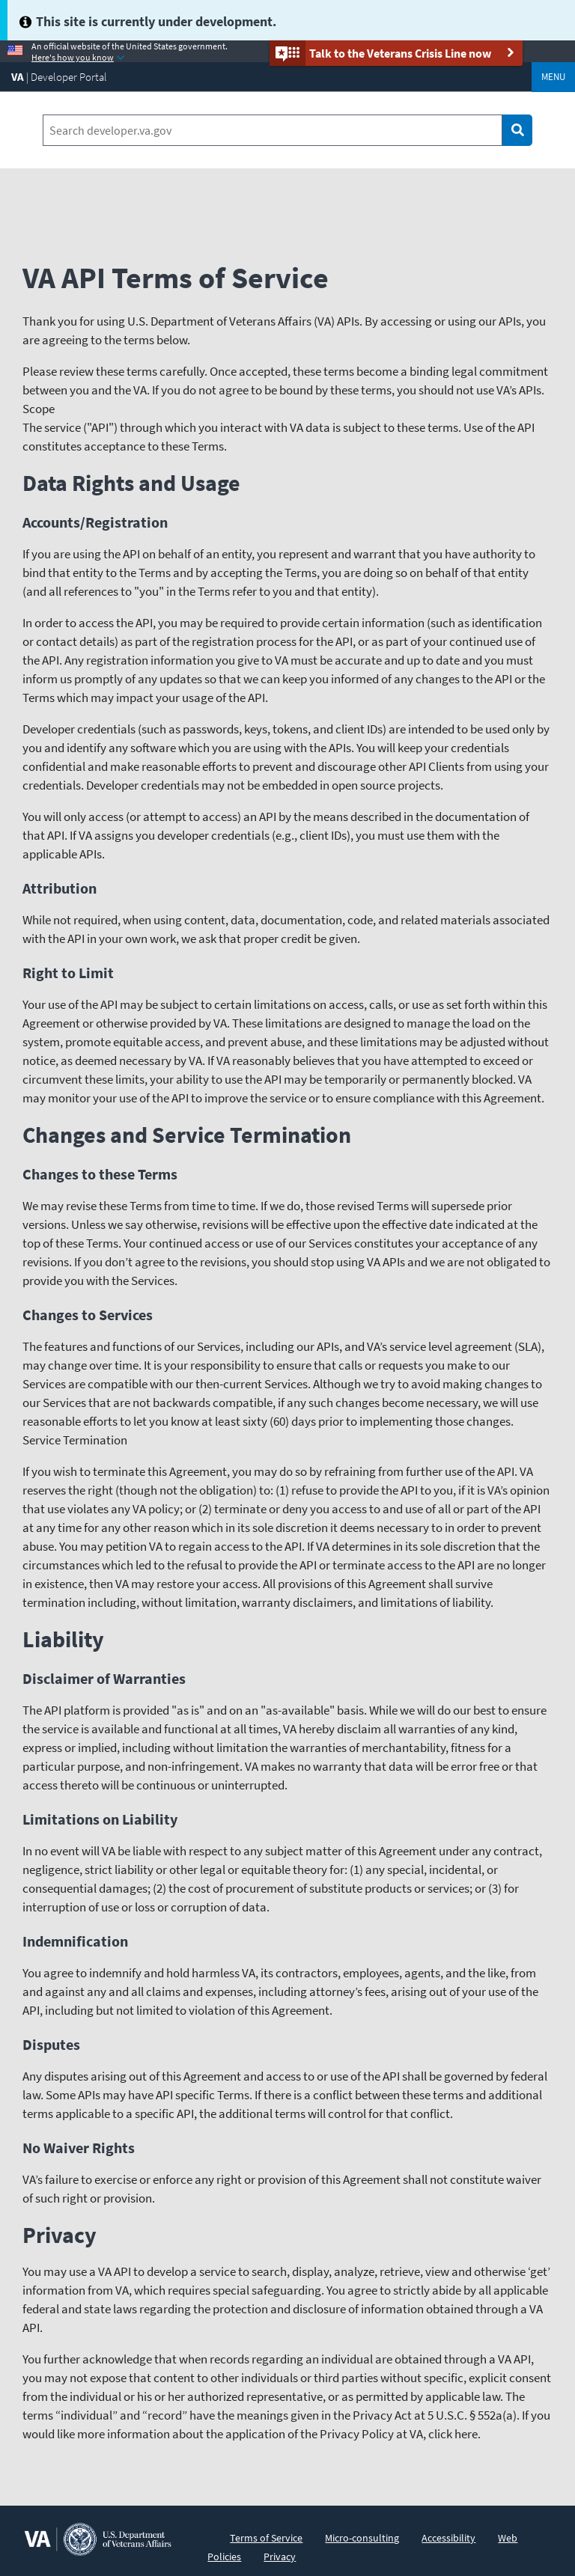 This site is currently under development.
An official website of the United States government.
Here's how you know
Talk to the Veterans Crisis Line now
VA | Developer Portal
MENU
Search developer.va.gov
VA API Terms of Service
Thank you for using U.S. Department of Veterans Affairs (VA) APIs. By accessing or using our APIs, you
are agreeing to the terms below.
Please review these terms carefully. Once accepted, these terms become a binding legal commitment
between you and the VA. If you do not agree to be bound by these terms, you should not use VA’s APIs.
Scope
The service ("API") through which you interact with VA data is subject to these terms. Use of the API
constitutes acceptance to these Terms.
Data Rights and Usage
Accounts/Registration
If you are using the API on behalf of an entity, you represent and warrant that you have authority to
bind that entity to the Terms and by accepting the Terms, you are doing so on behalf of that entity
(and all references to "you" in the Terms refer to you and that entity).
In order to access the API, you may be required to provide certain information (such as identification
or contact details) as part of the registration process for the API, or as part of your continued use of
the API. Any registration information you give to VA must be accurate and up to date and you must
inform us promptly of any updates so that we can keep you informed of any changes to the API or the
Terms which may impact your usage of the API.
Developer credentials (such as passwords, keys, tokens, and client IDs) are intended to be used only by
you and identify any software which you are using with the APIs. You will keep your credentials
confidential and make reasonable efforts to prevent and discourage other API Clients from using your
credentials. Developer credentials may not be embedded in open source projects.
You will only access (or attempt to access) an API by the means described in the documentation of
that API. If VA assigns you developer credentials (e.g., client IDs), you must use them with the
applicable APIs.
Attribution
While not required, when using content, data, documentation, code, and related materials associated
with the API in your own work, we ask that proper credit be given.
Right to Limit
Your use of the API may be subject to certain limitations on access, calls, or use as set forth within this
Agreement or otherwise provided by VA. These limitations are designed to manage the load on the
system, promote equitable access, and prevent abuse, and these limitations may be adjusted without
notice, as deemed necessary by VA. If VA reasonably believes that you have attempted to exceed or
circumvent these limits, your ability to use the API may be temporarily or permanently blocked. VA
may monitor your use of the API to improve the service or to ensure compliance with this Agreement.
Changes and Service Termination
Changes to these Terms
We may revise these Terms from time to time. If we do, those revised Terms will supersede prior
versions. Unless we say otherwise, revisions will be effective upon the effective date indicated at the
top of these Terms. Your continued access or use of our Services constitutes your acceptance of any
revisions. If you don’t agree to the revisions, you should stop using VA APIs and we are not obligated to
provide you with the Services.
Changes to Services
The features and functions of our Services, including our APIs, and VA’s service level agreement (SLA),
may change over time. It is your responsibility to ensure that calls or requests you make to our
Services are compatible with our then-current Services. Although we try to avoid making changes to
our Services that are not backwards compatible, if any such changes become necessary, we will use
reasonable efforts to let you know at least sixty (60) days prior to implementing those changes.
Service Termination
If you wish to terminate this Agreement, you may do so by refraining from further use of the API. VA
reserves the right (though not the obligation) to: (1) refuse to provide the API to you, if it is VA’s opinion
that use violates any VA policy; or (2) terminate or deny you access to and use of all or part of the API
at any time for any other reason which in its sole discretion it deems necessary to in order to prevent
abuse. You may petition VA to regain access to the API. If VA determines in its sole discretion that the
circumstances which led to the refusal to provide the API or terminate access to the API are no longer
in existence, then VA may restore your access. All provisions of this Agreement shall survive
termination including, without limitation, warranty disclaimers, and limitations of liability.
Liability
Disclaimer of Warranties
The API platform is provided "as is" and on an "as-available" basis. While we will do our best to ensure
the service is available and functional at all times, VA hereby disclaim all warranties of any kind,
express or implied, including without limitation the warranties of merchantability, fitness for a
particular purpose, and non-infringement. VA makes no warranty that data will be error free or that
access thereto will be continuous or uninterrupted.
Limitations on Liability
In no event will VA be liable with respect to any subject matter of this Agreement under any contract,
negligence, strict liability or other legal or equitable theory for: (1) any special, incidental, or
consequential damages; (2) the cost of procurement of substitute products or services; or (3) for
interruption of use or loss or corruption of data.
Indemnification
You agree to indemnify and hold harmless VA, its contractors, employees, agents, and the like, from
and against any and all claims and expenses, including attorney’s fees, arising out of your use of the
API, including but not limited to violation of this Agreement.
Disputes
Any disputes arising out of this Agreement and access to or use of the API shall be governed by federal
law. Some APIs may have API specific Terms. If there is a conflict between these terms and additional
terms applicable to a specific API, the additional terms will control for that conflict.
No Waiver Rights
VA’s failure to exercise or enforce any right or provision of this Agreement shall not constitute waiver
of such right or provision.
Privacy
You may use a VA API to develop a service to search, display, analyze, retrieve, view and otherwise ‘get’
information from VA, which requires special safeguarding. You agree to strictly abide by all applicable
federal and state laws regarding the protection and disclosure of information obtained through a VA
API.
You further acknowledge that when records regarding an individual are obtained through a VA API,
you may not expose that content to other individuals or third parties without specific, explicit consent
from the individual or his or her authorized representative, or as permitted by applicable law. The
terms “individual” and “record” have the meanings given in the Privacy Act at 5 U.S.C. § 552a(a). If you
would like more information about the application of the Privacy Policy at VA, click here.
VA
U.S. Department
of Veterans Affairs
Terms of Service Micro-consulting Accessibility Web
Policies Privacy